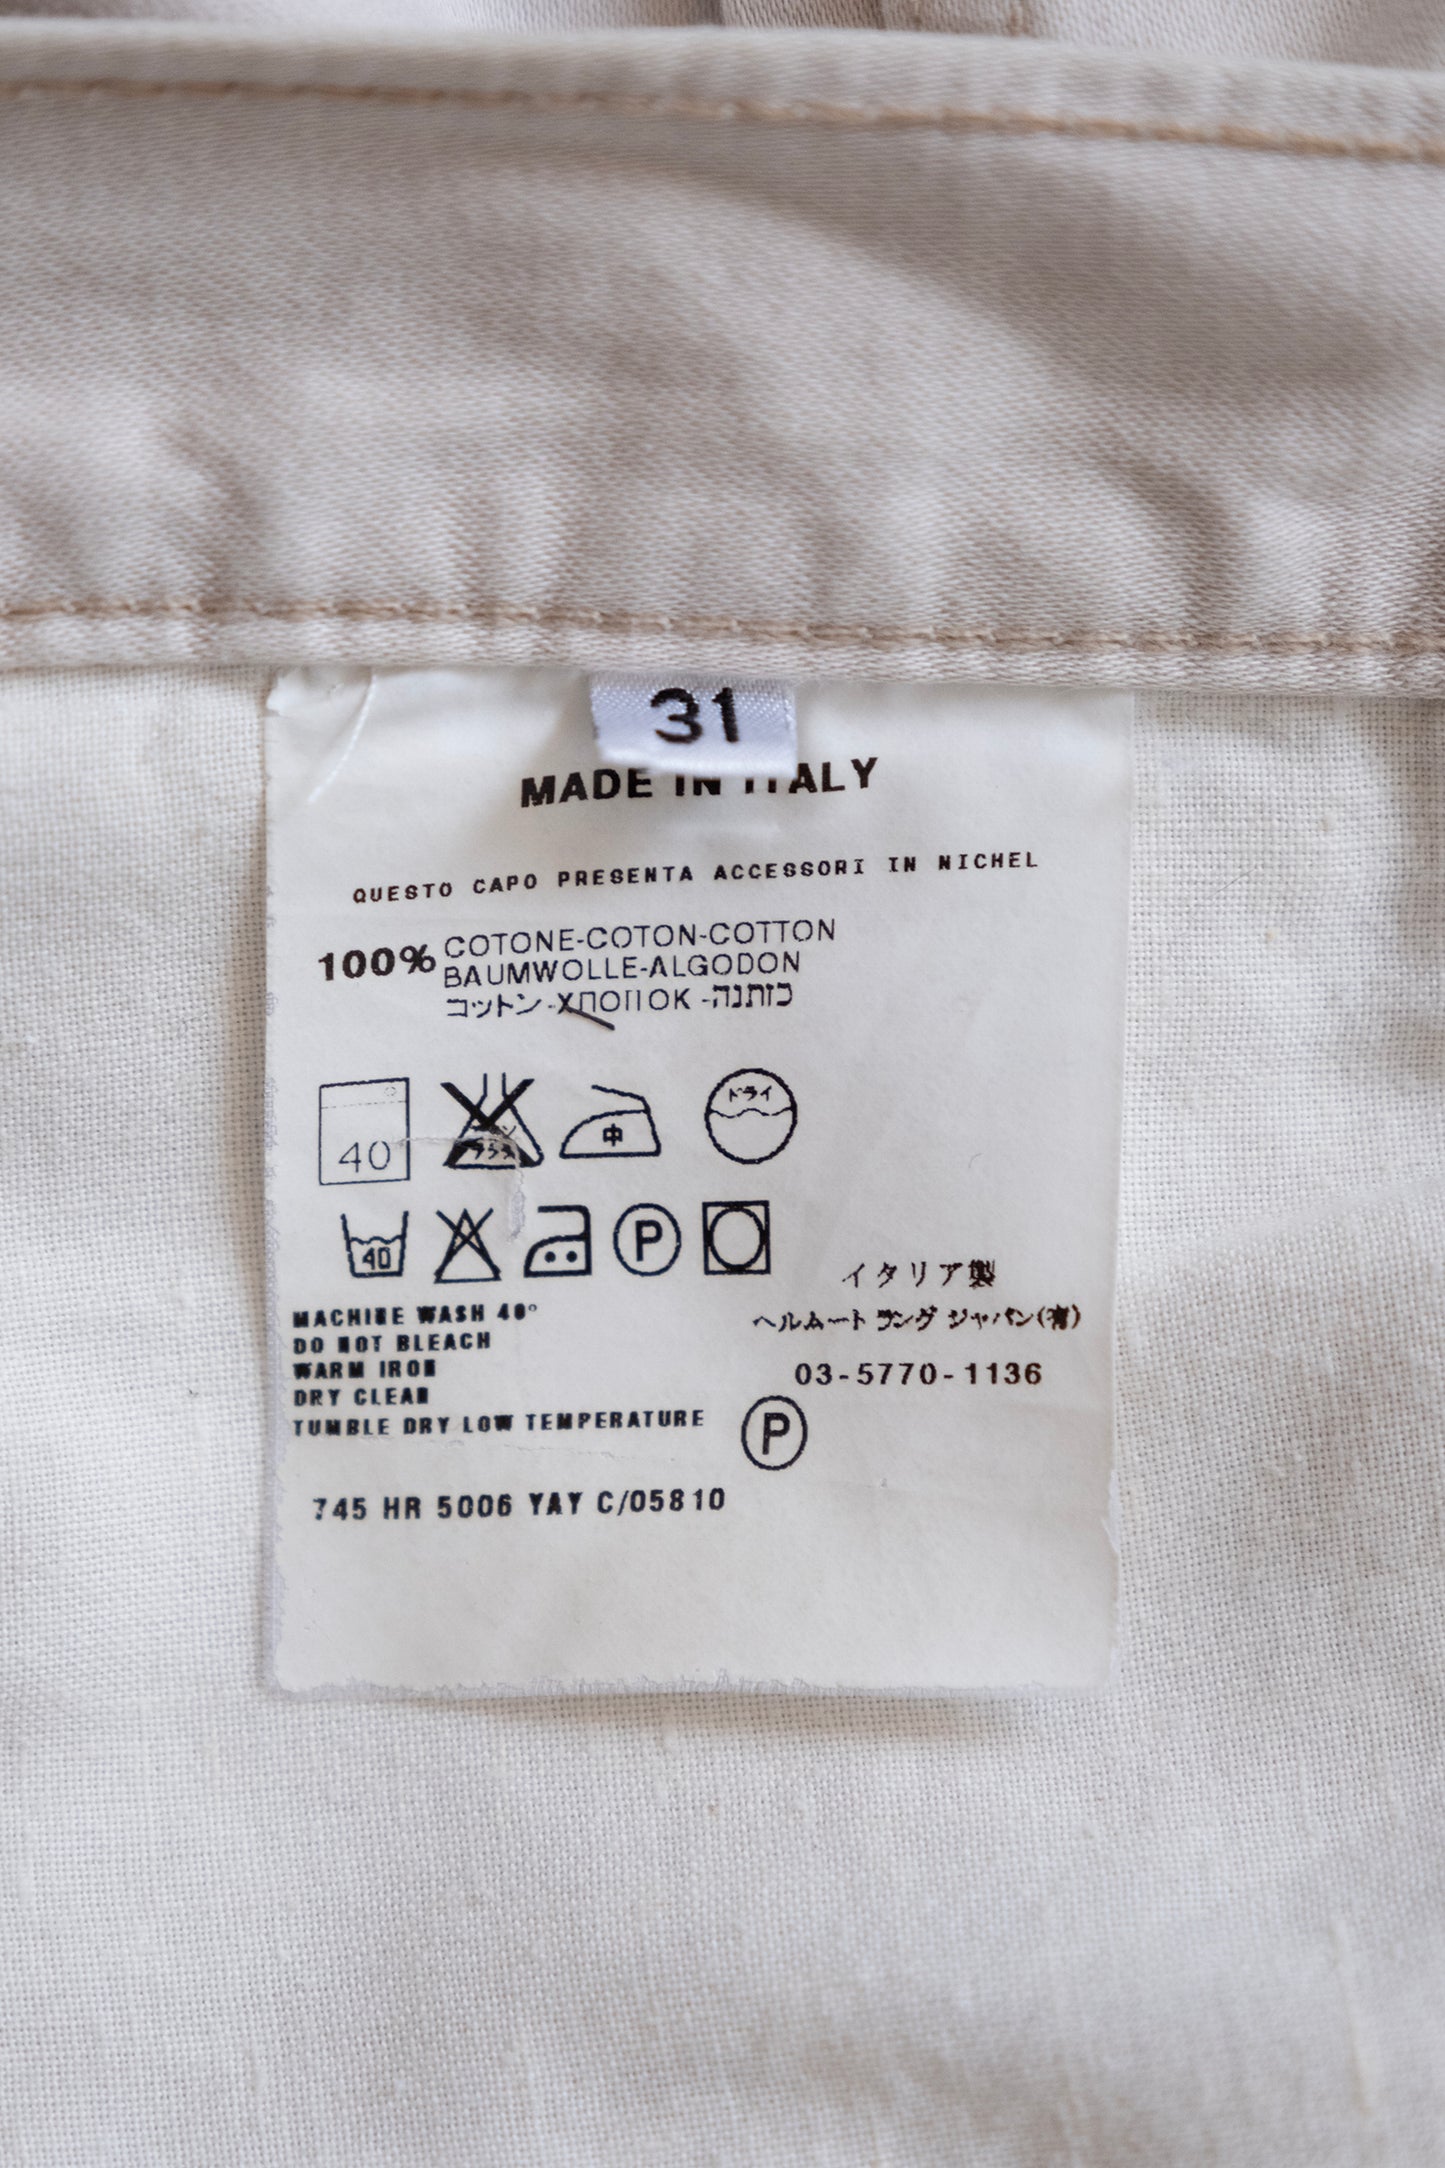 31
MADE IN ITALY
QUESTO CAPO PRESENTA ACCESSORI IN NICHEL
100% COTONE-COTON-COTTON
BAUMWOLLE-ALGODON
コットン-ХЛОПОК-כותנה
40 中 ドライ
40 P
MACHINE WASH 40°
DO NOT BLEACH
WARM IRON
DRY CLEAN
TUMBLE DRY LOW TEMPERATURE
イタリア製
ヘルムート ラング ジャパン(有)
03-5770-1136
P
745 HR 5006 YAY C/05810